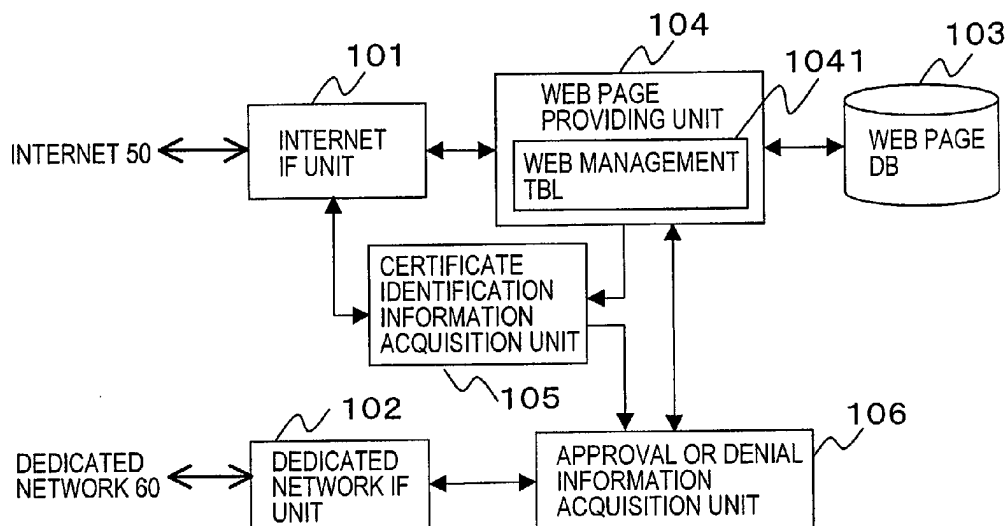 104
103
101
1041
WEB PAGE
PROVIDING UNIT
INTERNET 50
INTERNET
IF UNIT
WEB MANAGEMENT
TBL
WEB PAGE
DB
CERTIFICATE
IDENTIFICATION
INFORMATION
ACQUISITION UNIT
105
102
106
DEDICATED
NETWORK 60
DEDICATED
NETWORK IF
UNIT
APPROVAL OR DENIAL
INFORMATION
ACQUISITION UNIT